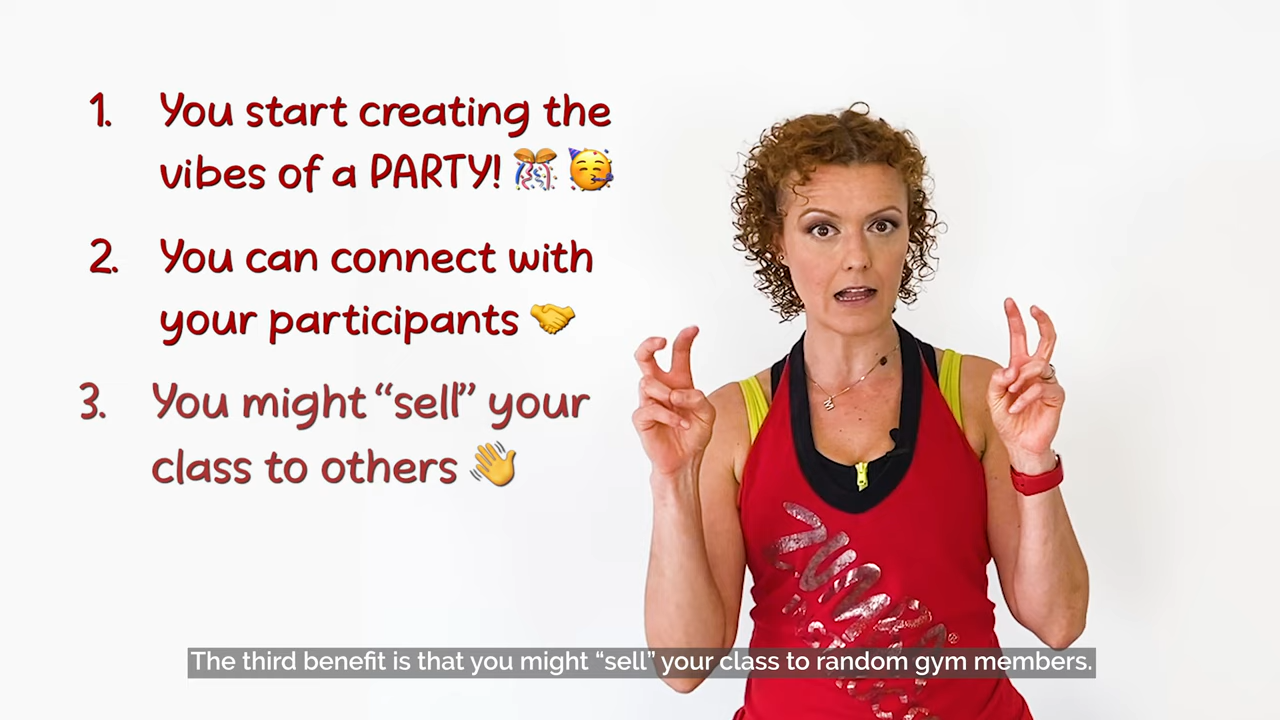 1. You start creating the
vibes of a PARTY! 🎊 🥳
2. You can connect with
your participants 🤝
3. You might “sell” your
class to others 👋
ZUMBA
The third benefit is that you might “sell” your class to random gym members.